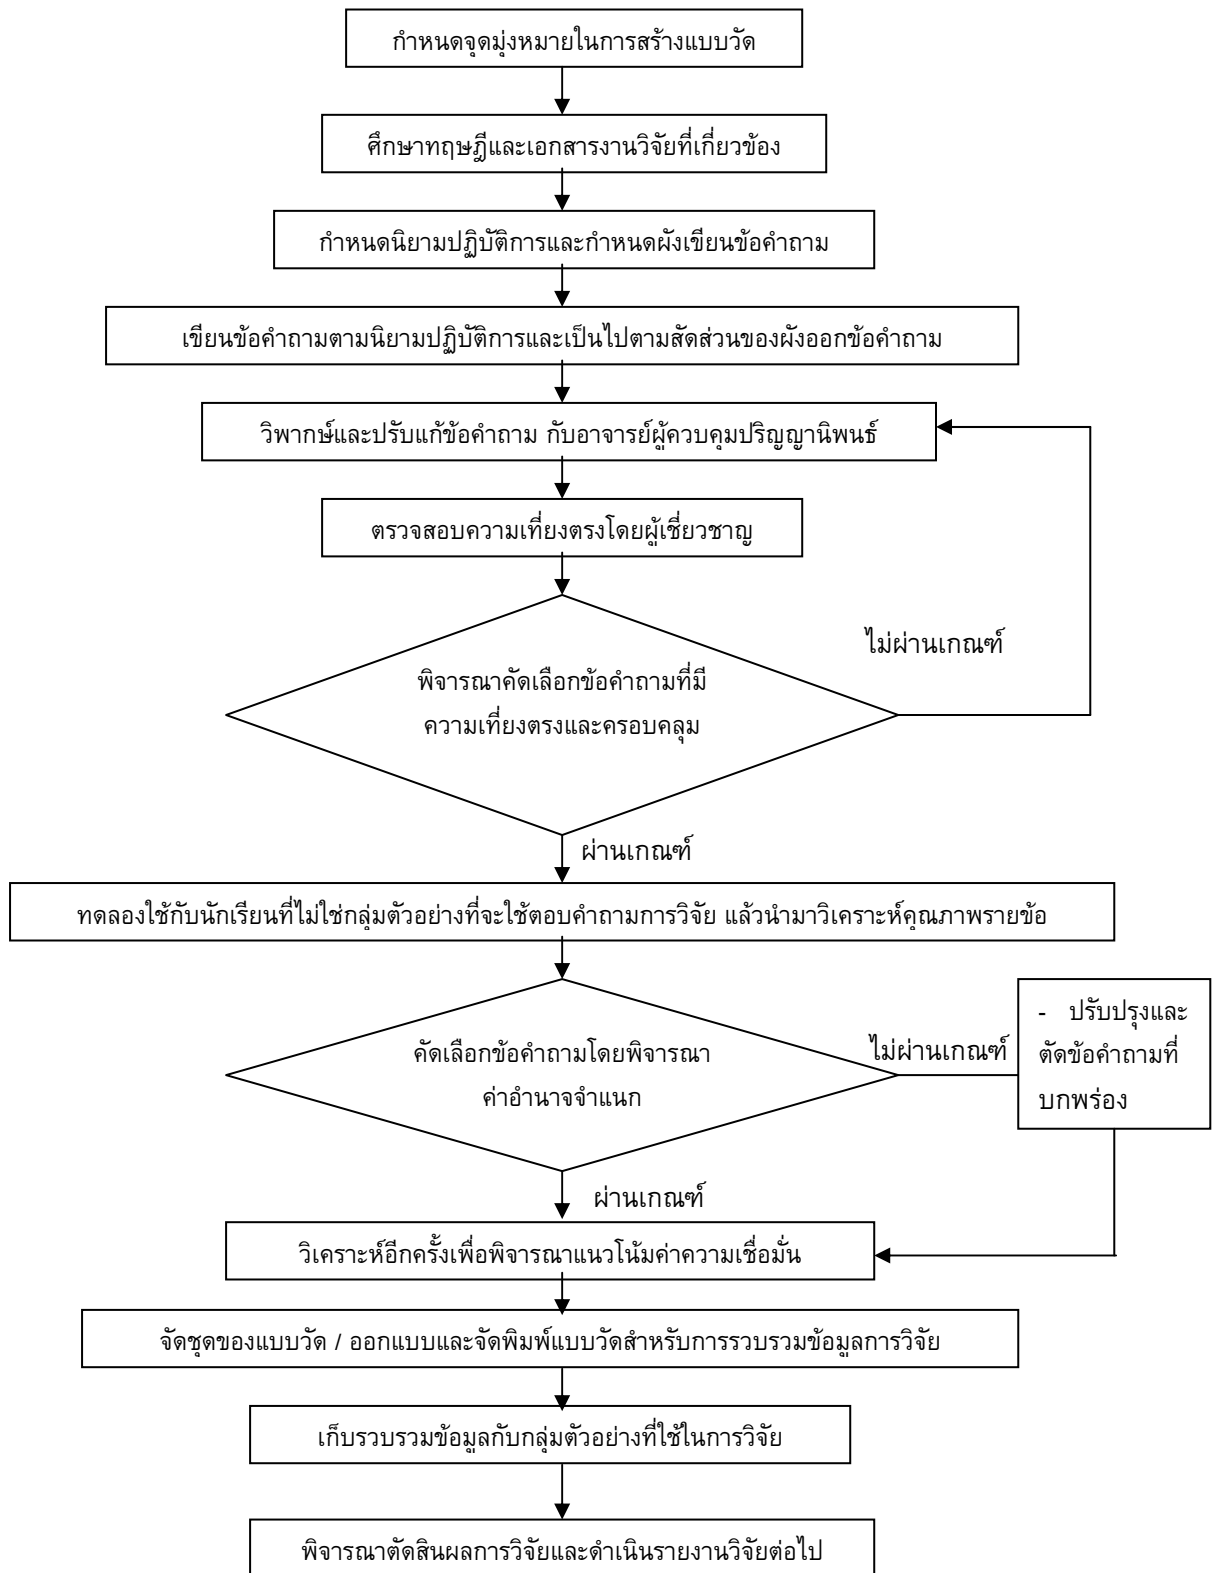 กำหนดจุดมุ่งหมายในการสร้างแบบวัด
ศึกษาทฤษฎีและเอกสารงานวิจัยที่เกี่ยวข้อง
กำหนดนิยามปฏิบัติการและกำหนดผังเขียนข้อคำถาม
เขียนข้อคำถามตามนิยามปฏิบัติการและเป็นไปตามสัดส่วนของผังออกข้อคำถาม
วิพากษ์และปรับแก้ข้อคำถาม กับอาจารย์ผู้ควบคุมปริญญานิพนธ์
ตรวจสอบความเที่ยงตรงโดยผู้เชี่ยวชาญ
ไม่ผ่านเกณฑ์
พิจารณาคัดเลือกข้อคำถามที่มี
ความเที่ยงตรงและครอบคลุม
ผ่านเกณฑ์
ทดลองใช้กับนักเรียนที่ไม่ใช่กลุ่มตัวอย่างที่จะใช้ตอบคำถามการวิจัย แล้วนำมาวิเคราะห์คุณภาพรายข้อ
คัดเลือกข้อคำถามโดยพิจารณา
ค่าอำนาจจำแนก
ไม่ผ่านเกณฑ์
- ปรับปรุงและ
ตัดข้อคำถามที่
บกพร่อง
ผ่านเกณฑ์
วิเคราะห์อีกครั้งเพื่อพิจารณาแนวโน้มค่าความเชื่อมั่น
จัดชุดของแบบวัด / ออกแบบและจัดพิมพ์แบบวัดสำหรับการรวบรวมข้อมูลการวิจัย
เก็บรวบรวมข้อมูลกับกลุ่มตัวอย่างที่ใช้ในการวิจัย
พิจารณาตัดสินผลการวิจัยและดำเนินรายงานวิจัยต่อไป